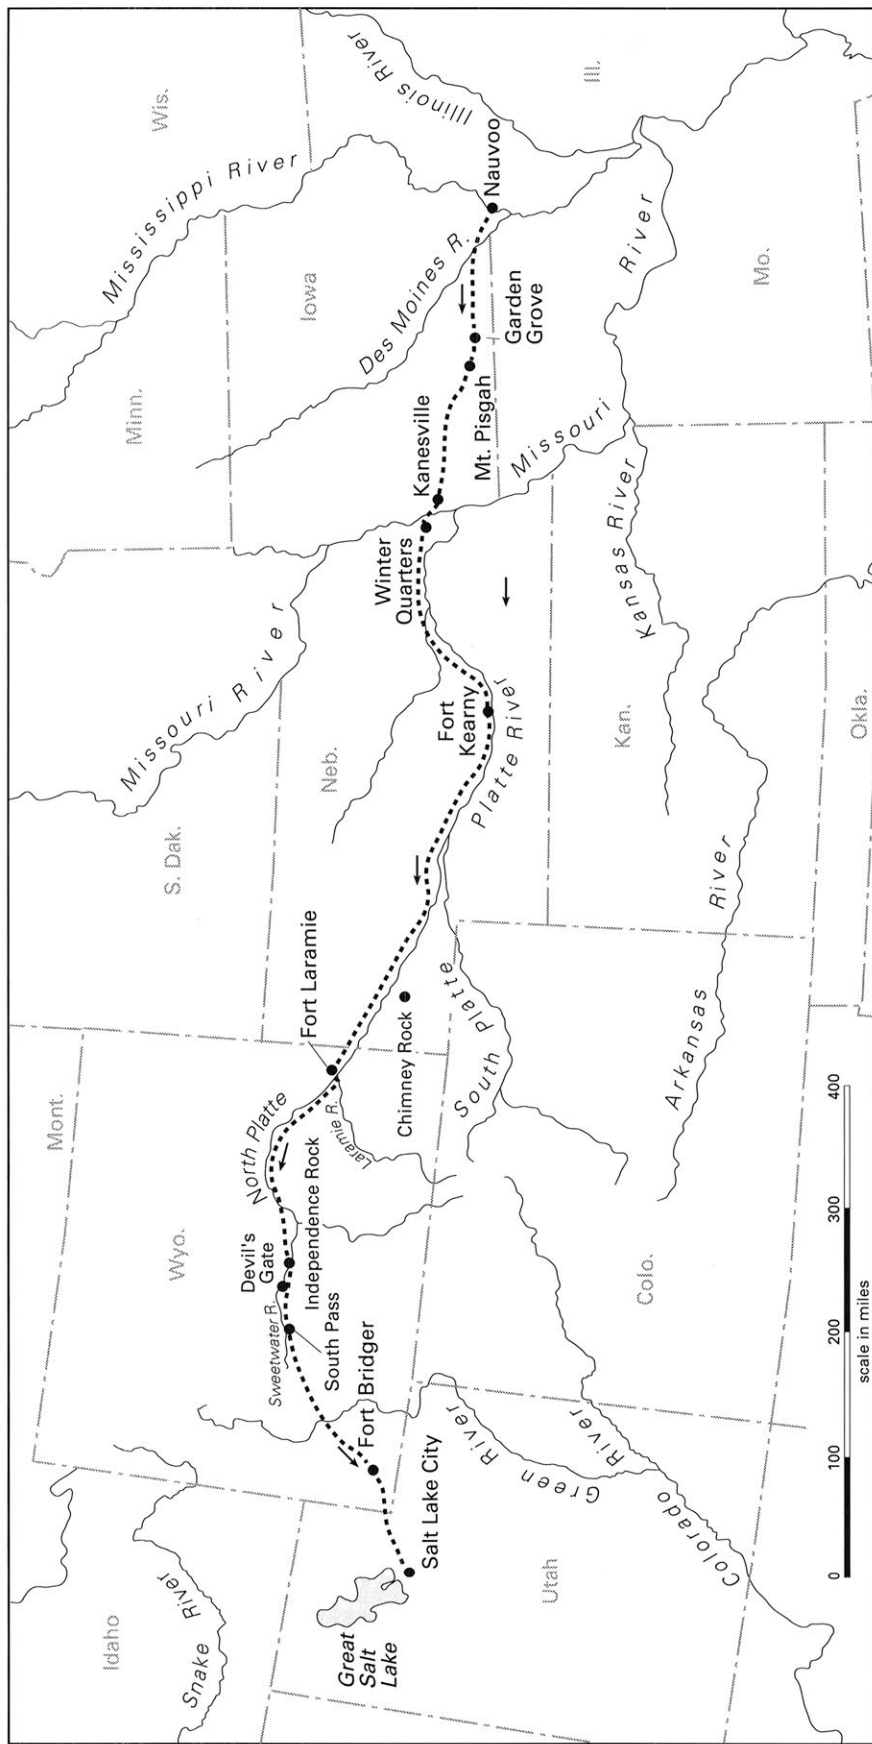 Mont.
Idaho
Wyo.
S. Dak.
Minn.
Wis.
Iowa
Neb.
Ill.
Utah
Colo.
Kan.
Mo.
Okla.
Snake River
Great
Salt
Lake
Salt Lake City
Fort Bridger
South Pass
Sweetwater R.
Devil's
Gate
Independence Rock
North Platte
Laramie R.
Fort Laramie
Chimney Rock
South Platte
Platte River
Fort
Kearny
Winter
Quarters
Kanesville
Mt. Pisgah
Garden
Grove
Nauvoo
Des Moines R.
Mississippi River
Illinois River
Missouri River
Missouri River
Kansas River
Arkansas River
Green River
Colorado River
0 100 200 300 400
scale in miles